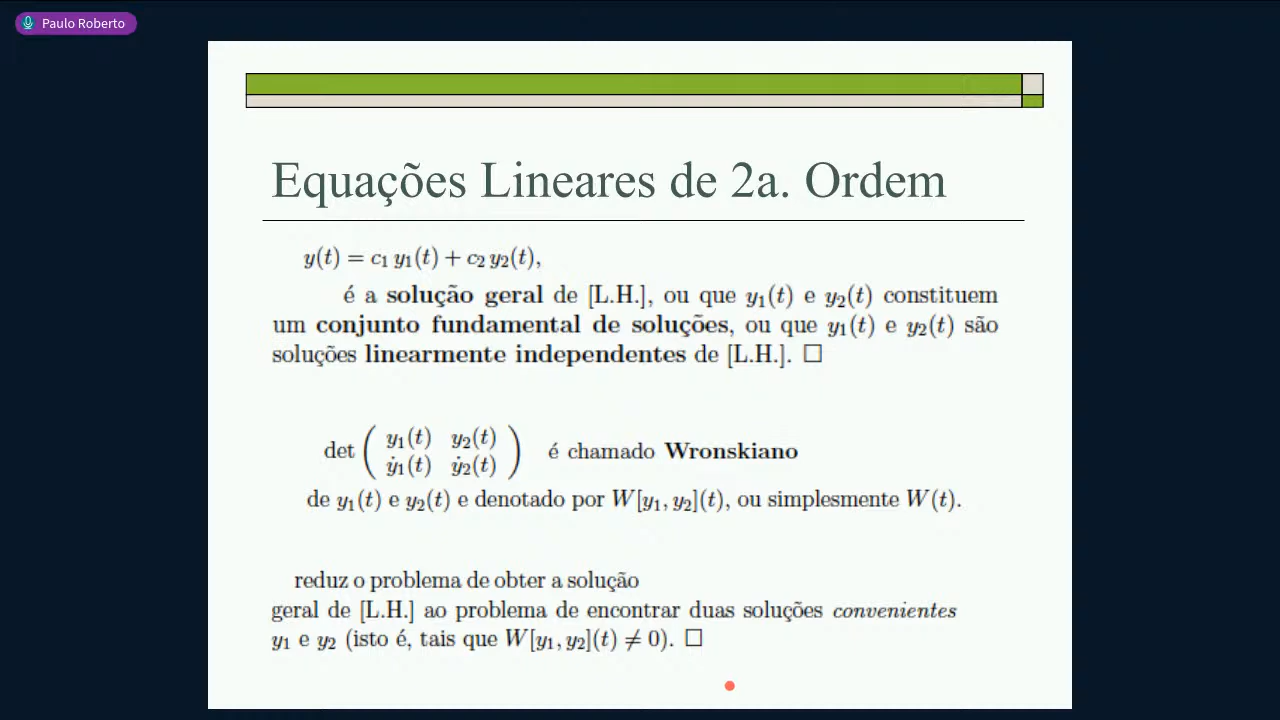 Paulo Roberto
Equações Lineares de 2a. Ordem
y(t) = c₁ y₁(t) + c₂ y₂(t),
é a solução geral de [L.H.], ou que y₁(t) e y₂(t) constituem
um conjunto fundamental de soluções, ou que y₁(t) e y₂(t) são
soluções linearmente independentes de [L.H.]. □
det ( y₁(t) y₂(t) ẏ₁(t) ẏ₂(t) ) é chamado Wronskiano
de y₁(t) e y₂(t) e denotado por W[y₁, y₂](t), ou simplesmente W(t).
reduz o problema de obter a solução
geral de [L.H.] ao problema de encontrar duas soluções convenientes
y₁ e y₂ (isto é, tais que W[y₁, y₂](t) ≠ 0). □